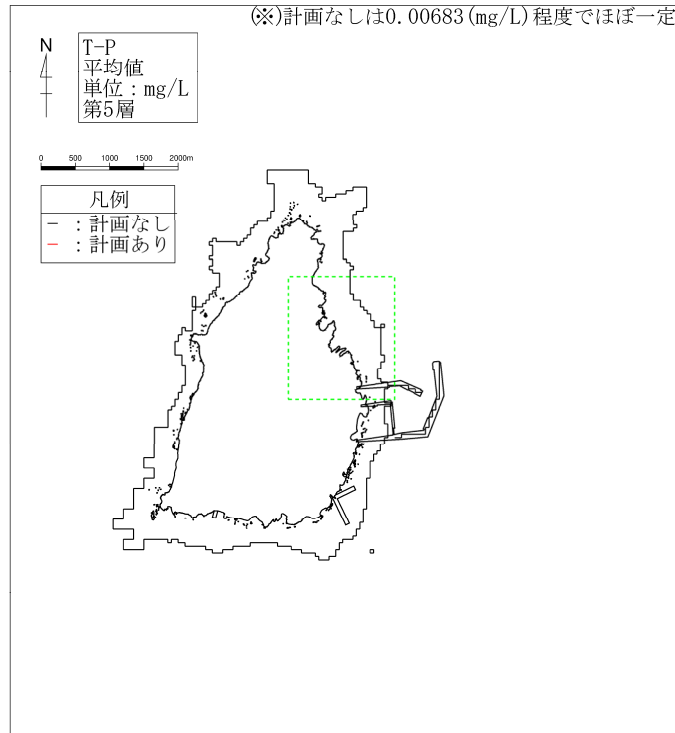 (※)計画なしは0.00683(mg/L)程度でほぼ一定
N
T-P
平均値
単位：mg/L
第5層
0 500 1000 1500 2000m
凡例
－ ：計画なし
－ ：計画あり